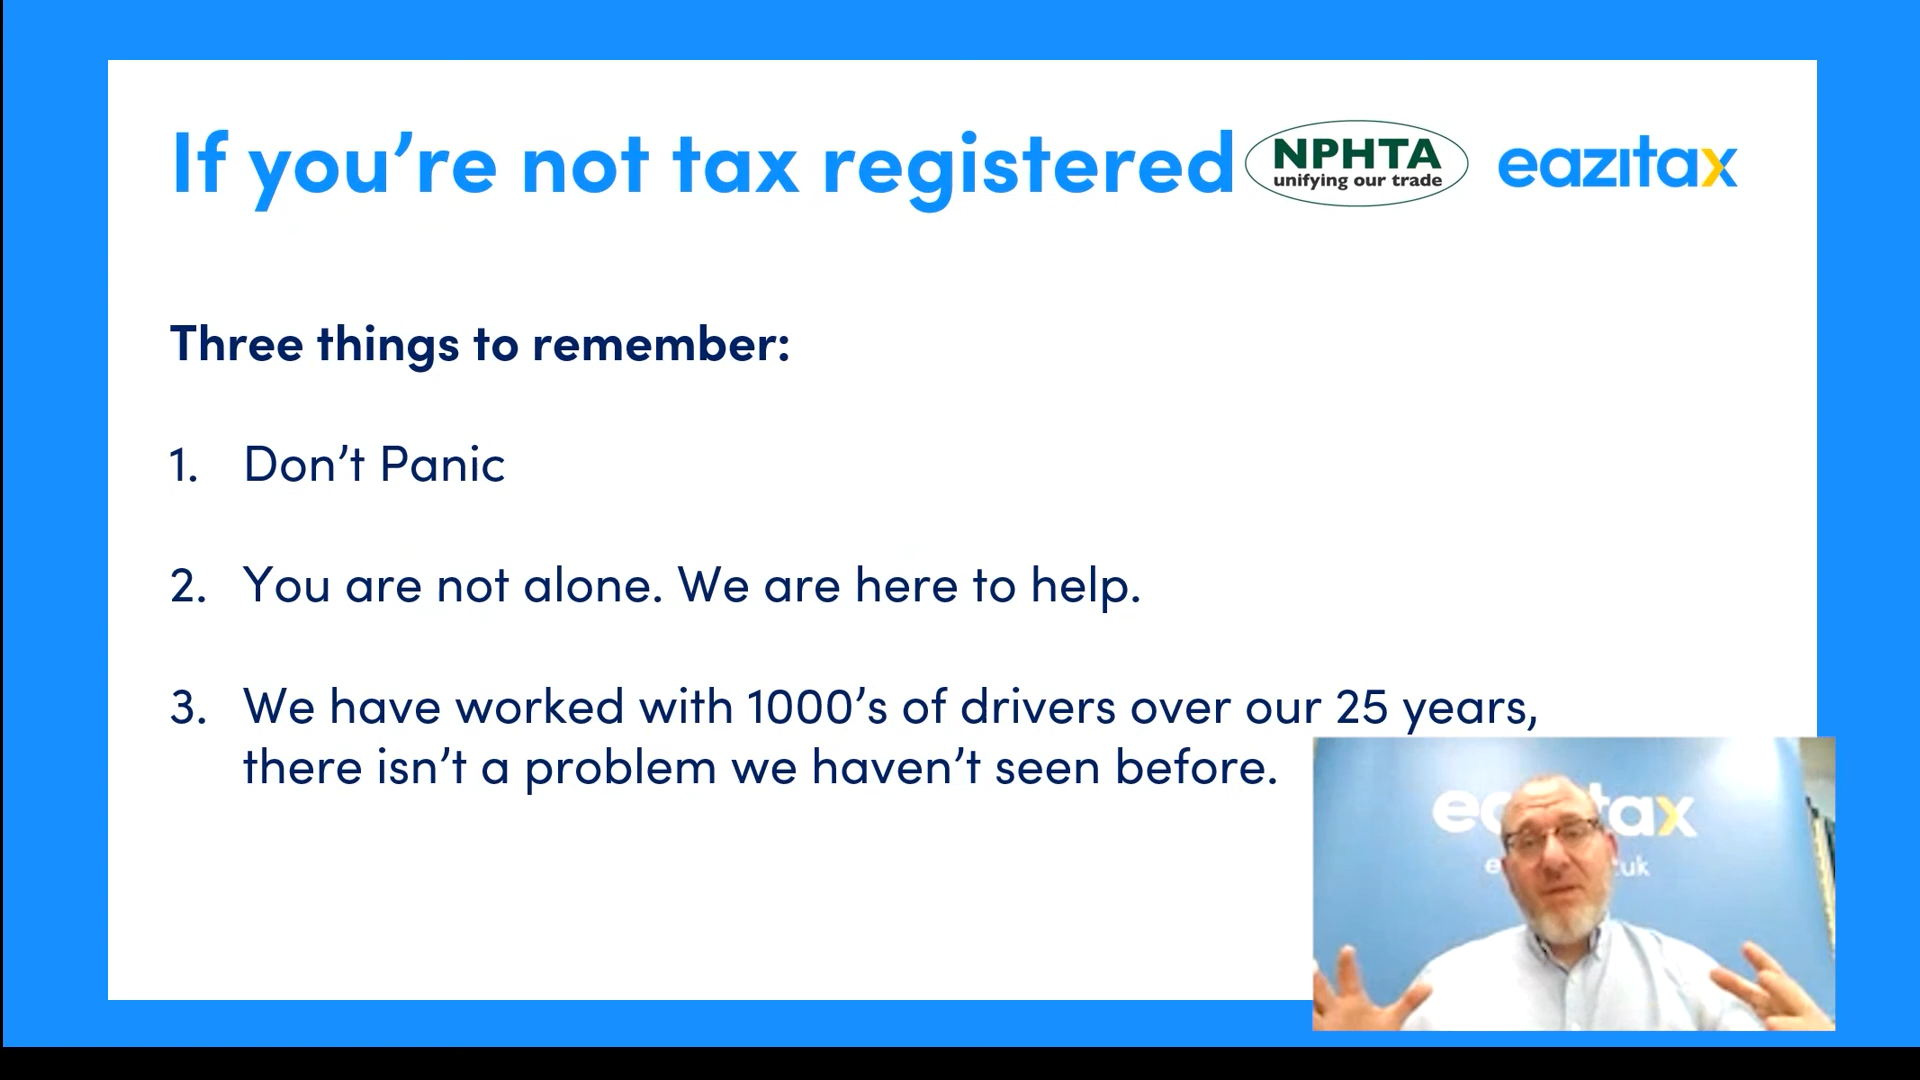 If you're not tax registered
NPHTA
unifying our trade
eazitax
Three things to remember:
1. Don't Panic
2. You are not alone. We are here to help.
3. We have worked with 1000's of drivers over our 25 years,
there isn't a problem we haven't seen before.